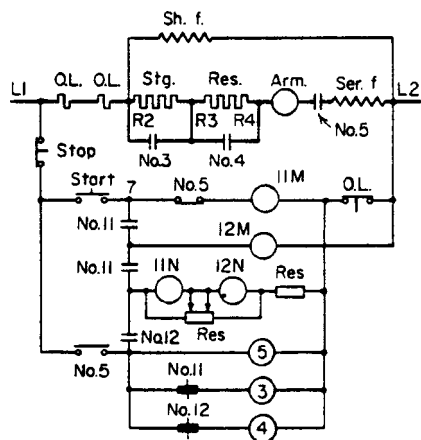 Sh. f.
L1 O.L. O.L. Stg. Res. Arm. Ser. f L2
R2 R3 R4
No.3 No.4 No.5
Stop
Start 7 No.5 11M O.L.
No.11 12M
No.11 11N 12N Res
Res
No.12
No.5 5
No.11 3
No.12 4